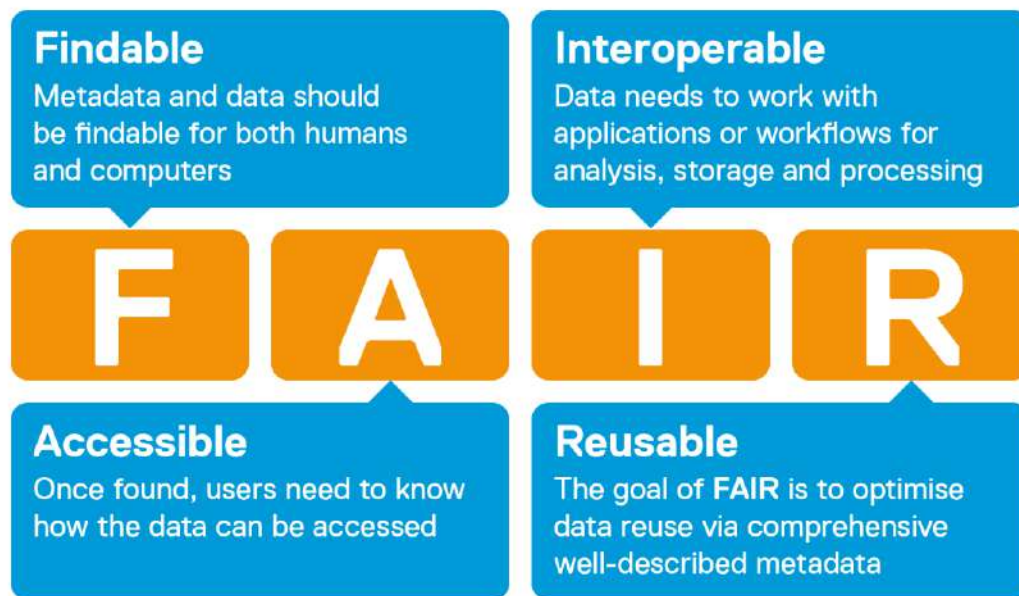 Findable
Metadata and data should
be findable for both humans
and computers
Interoperable
Data needs to work with
applications or workflows for
analysis, storage and processing
F A I R
Accessible
Once found, users need to know
how the data can be accessed
Reusable
The goal of FAIR is to optimise
data reuse via comprehensive
well-described metadata